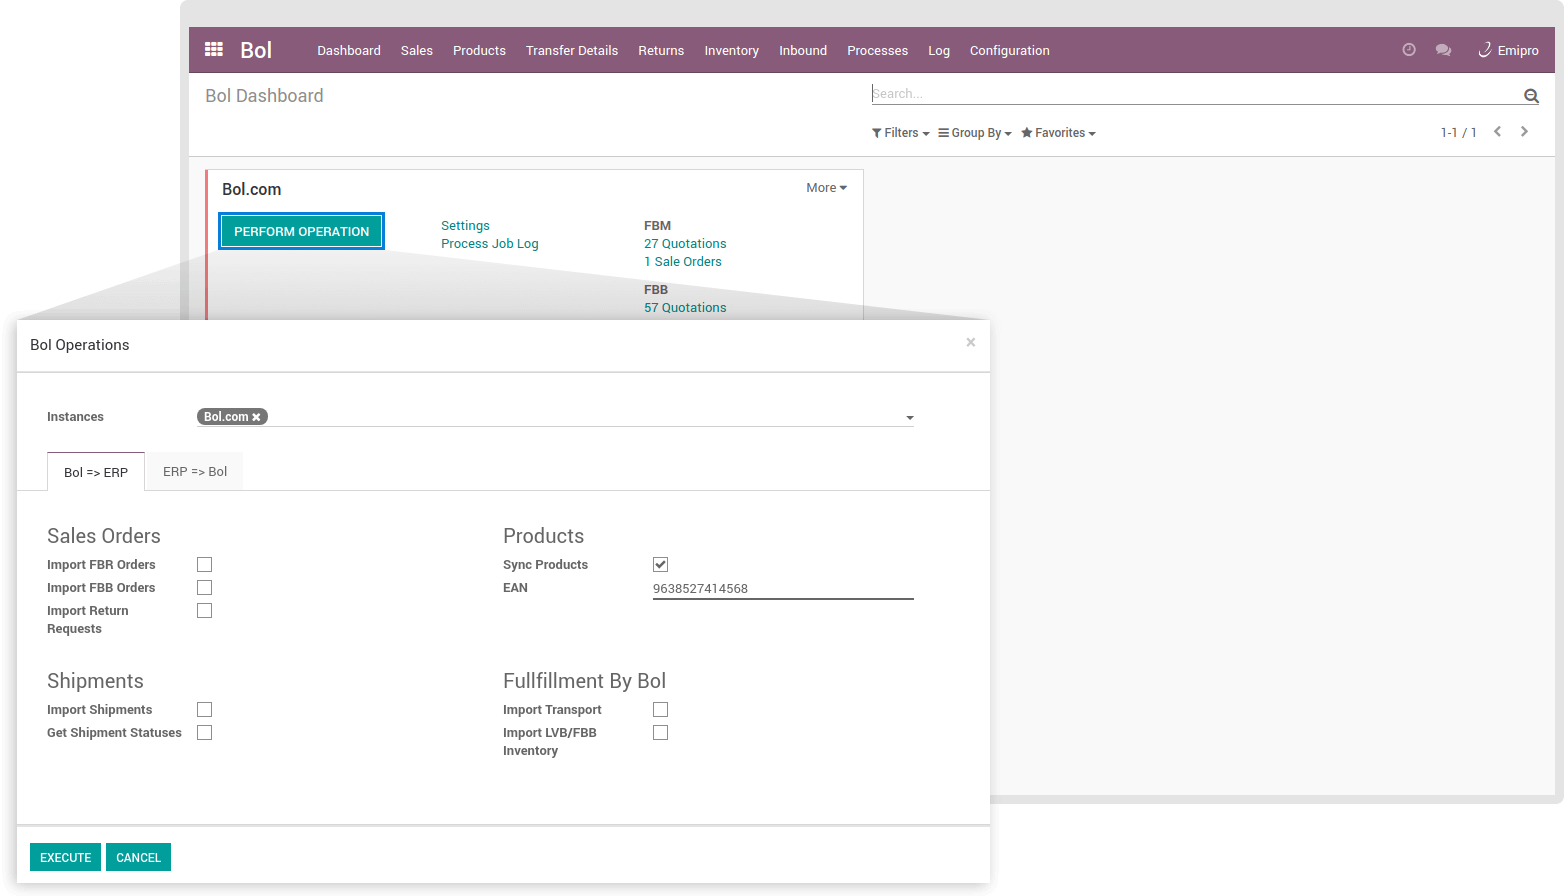 Bol Dashboard Sales Products Transfer Details Returns Inventory Inbound Processes Log Configuration Emipro
Bol Dashboard
Search...
Filters Group By Favorites 1-1 / 1
Bol.com More
PERFORM OPERATION
Settings
Process Job Log
FBM
27 Quotations
1 Sale Orders
FBB
57 Quotations
Bol Operations ×
Instances Bol.com ×
Bol => ERP ERP => Bol
Sales Orders
Import FBR Orders
Import FBB Orders
Import Return
Requests
Products
Sync Products
EAN 9638527414568
Shipments
Import Shipments
Get Shipment Statuses
Fullfillment By Bol
Import Transport
Import LVB/FBB
Inventory
EXECUTE CANCEL